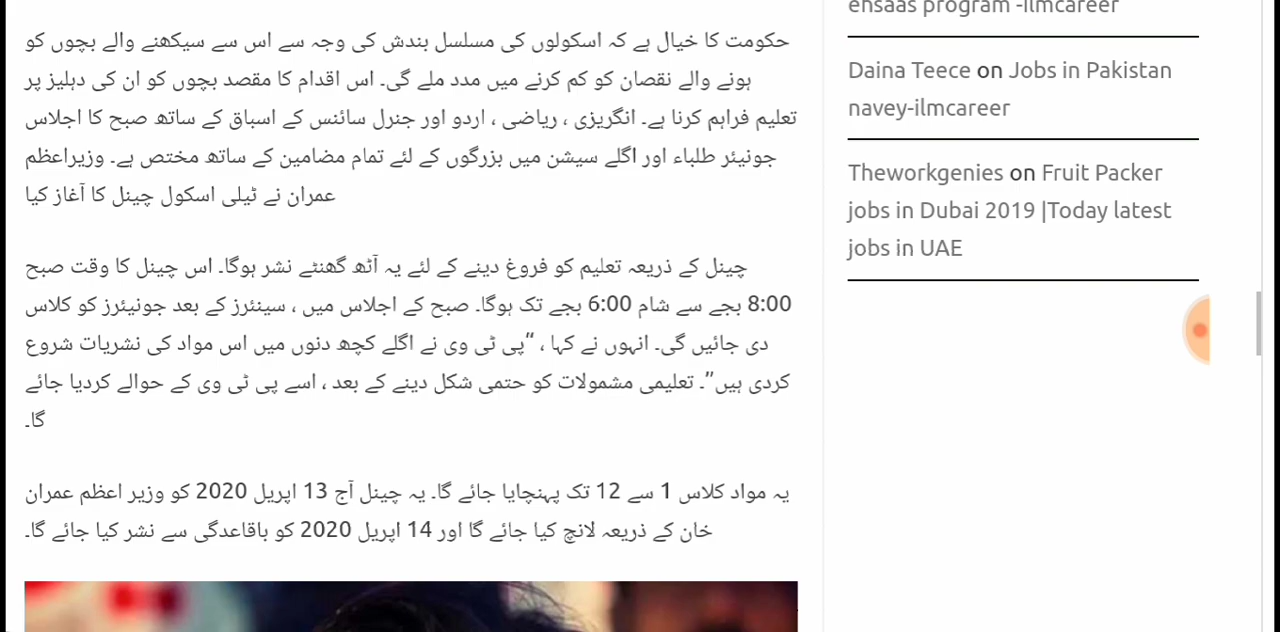 حکومت کا خیال ہے کہ اسکولوں کی مسلسل بندش کی وجہ سے اس سے سیکھنے والے بچوں کو
ہونے والے نقصان کو کم کرنے میں مدد ملے گی۔ اس اقدام کا مقصد بچوں کو ان کی دہلیز پر
تعلیم فراہم کرنا ہے۔ انگریزی ، ریاضی ، اردو اور جنرل سائنس کے اسباق کے ساتھ صبح کا اجلاس
جونیئر طلباء اور اگلے سیشن میں بزرگوں کے لئے تمام مضامین کے ساتھ مختص ہے۔ وزیراعظم
عمران نے ٹیلی اسکول چینل کا آغاز کیا
چینل کے ذریعہ تعلیم کو فروغ دینے کے لئے یہ آٹھ گھنٹے نشر ہوگا۔ اس چینل کا وقت صبح
8:00 بجے سے شام 6:00 بجے تک ہوگا۔ صبح کے اجلاس میں ، سینئرز کے بعد جونیئرز کو کلاس
دی جائیں گی۔ انہوں نے کہا ، “پی ٹی وی نے اگلے کچھ دنوں میں اس مواد کی نشریات شروع
کردی ہیں”۔ تعلیمی مشمولات کو حتمی شکل دینے کے بعد ، اسے پی ٹی وی کے حوالے کردیا جائے
گا۔
یہ مواد کلاس 1 سے 12 تک پہنچایا جائے گا۔ یہ چینل آج 13 اپریل 2020 کو وزیر اعظم عمران
خان کے ذریعہ لانچ کیا جائے گا اور 14 اپریل 2020 کو باقاعدگی سے نشر کیا جائے گا۔
ehsaas program -ilmcareer
Daina Teece on Jobs in Pakistan
navey-ilmcareer
Theworkgenies on Fruit Packer
jobs in Dubai 2019 |Today latest
jobs in UAE